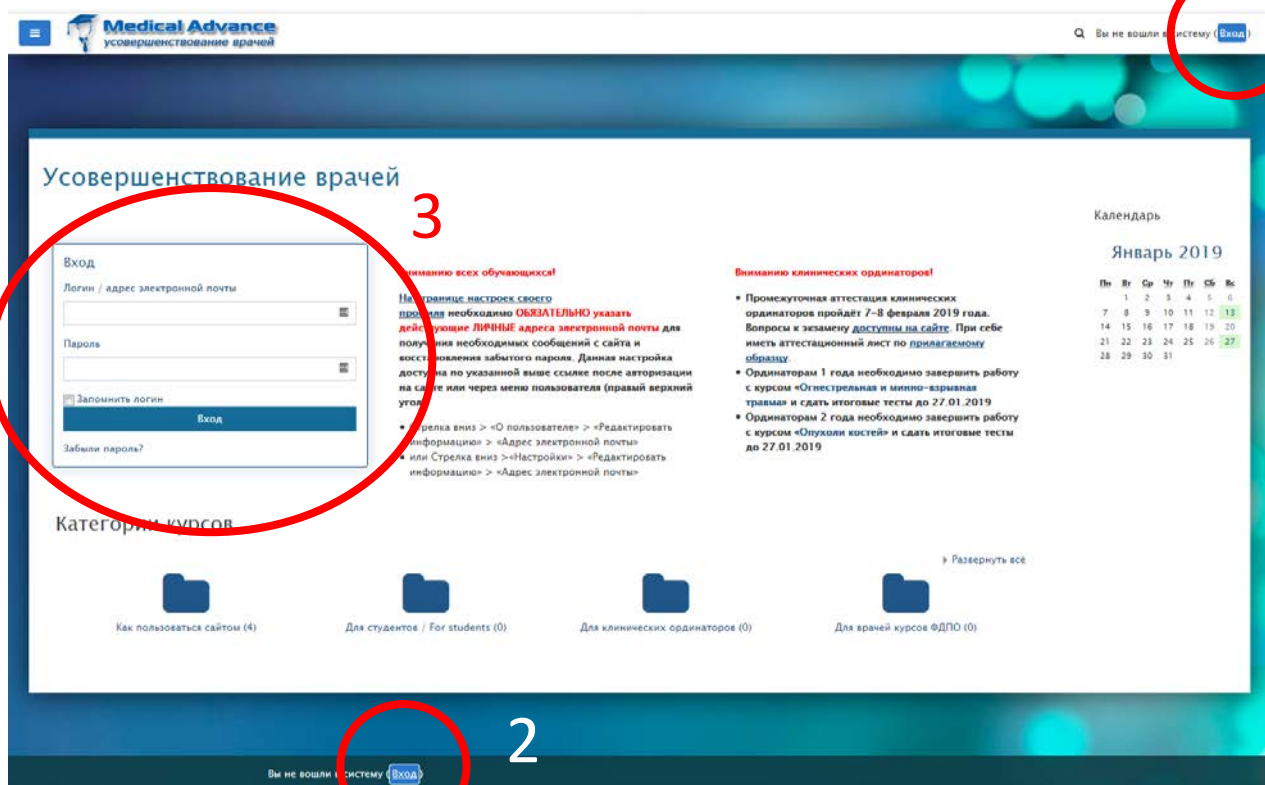 Medical Advance
усовершенствование врачей
Вы не вошли в систему (Вход)
Усовершенствование врачей
3
Вход
Логин / адрес электронной почты
Пароль
Запомнить логин
Вход
Забыли пароль?
Вниманию всех обучающихся!
На странице настроек своего
профиля необходимо ОБЯЗАТЕЛЬНО указать
действующие ЛИЧНЫЕ адреса электронной почты для
получения необходимых сообщений с сайта и
восстановления забытого пароля. Данная настройка
доступна по указанной выше ссылке после авторизации
на сайте или через меню пользователя (правый верхний
угол)
• Стрелка вниз > «О пользователе» > «Редактировать
информацию» > «Адрес электронной почты»
• или Стрелка вниз >«Настройки» > «Редактировать
информацию» > «Адрес электронной почты»
Вниманию клинических ординаторов!
• Промежуточная аттестация клинических
ординаторов пройдёт 7–8 февраля 2019 года.
Вопросы к экзамену доступны на сайте. При себе
иметь аттестационный лист по прилагаемому
образцу.
• Ординаторам 1 года необходимо завершить работу
с курсом «Огнестрельная и минно-взрывная
травма» и сдать итоговые тесты до 27.01.2019
• Ординаторам 2 года необходимо завершить работу
с курсом «Опухоли костей» и сдать итоговые тесты
до 27.01.2019
Календарь
Январь 2019
Пн Вт Ср Чт Пт Сб Вс
1 2 3 4 5 6
7 8 9 10 11 12 13
14 15 16 17 18 19 20
21 22 23 24 25 26 27
28 29 30 31
Категории курсов
Развернуть всё
Как пользоваться сайтом (4)
Для студентов / For students (0)
Для клинических ординаторов (0)
Для врачей курсов ФДПО (0)
2
Вы не вошли в систему (Вход)